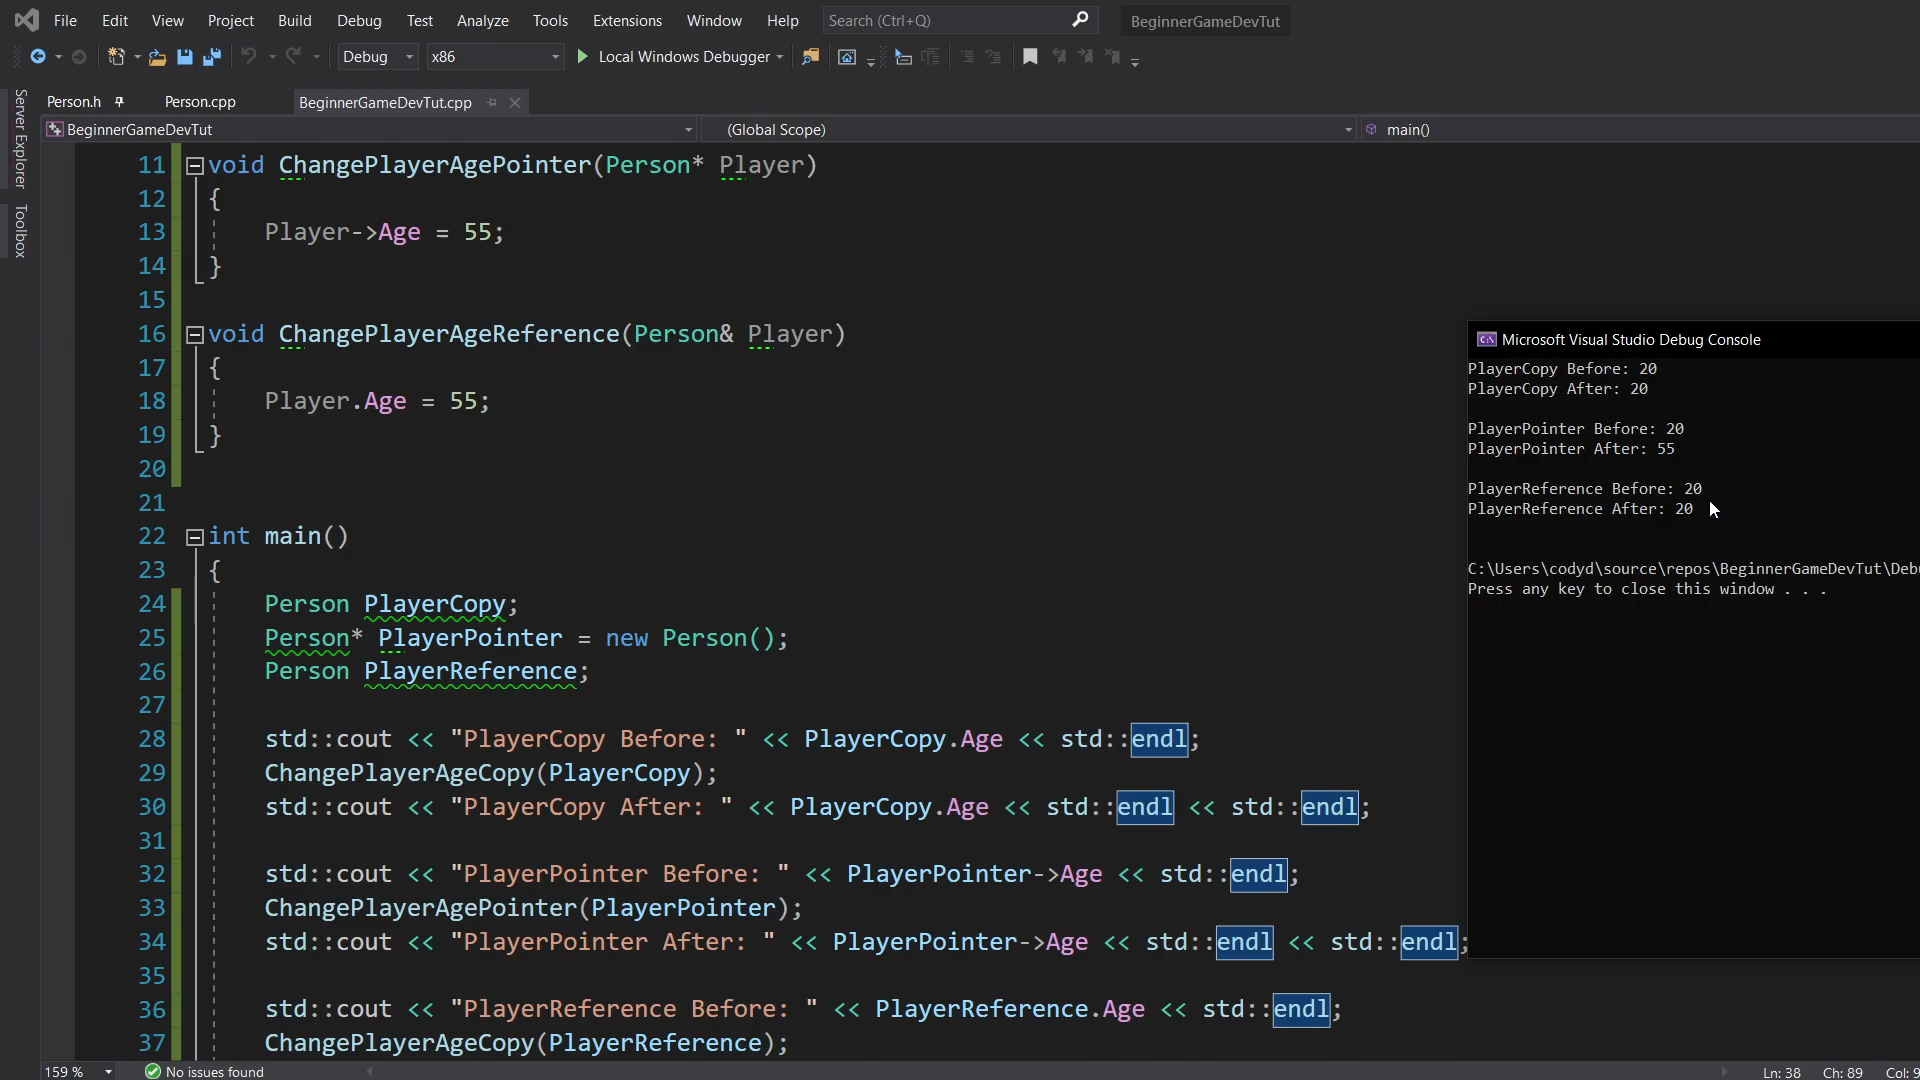 File Edit View Project Build Debug Test Analyze Tools Extensions Window Help Search (Ctrl+Q) BeginnerGameDevTut
Debug x86 Local Windows Debugger
Server Explorer
Toolbox
Person.h Person.cpp BeginnerGameDevTut.cpp
BeginnerGameDevTut (Global Scope) main()
11 void ChangePlayerAgePointer(Person* Player)
12 {
13 Player->Age = 55;
14 }
15
16 void ChangePlayerAgeReference(Person& Player)
17 {
18 Player.Age = 55;
19 }
20
21
22 int main()
23 {
24 Person PlayerCopy;
25 Person* PlayerPointer = new Person();
26 Person PlayerReference;
27
28 std::cout << "PlayerCopy Before: " << PlayerCopy.Age << std::endl;
29 ChangePlayerAgeCopy(PlayerCopy);
30 std::cout << "PlayerCopy After: " << PlayerCopy.Age << std::endl << std::endl;
31
32 std::cout << "PlayerPointer Before: " << PlayerPointer->Age << std::endl;
33 ChangePlayerAgePointer(PlayerPointer);
34 std::cout << "PlayerPointer After: " << PlayerPointer->Age << std::endl << std::endl;
35
36 std::cout << "PlayerReference Before: " << PlayerReference.Age << std::endl;
37 ChangePlayerAgeCopy(PlayerReference);
Microsoft Visual Studio Debug Console
PlayerCopy Before: 20
PlayerCopy After: 20
PlayerPointer Before: 20
PlayerPointer After: 55
PlayerReference Before: 20
PlayerReference After: 20
C:\Users\codyd\source\repos\BeginnerGameDevTut\Deb
Press any key to close this window . . .
159 % No issues found Ln: 38 Ch: 89 Col: 9